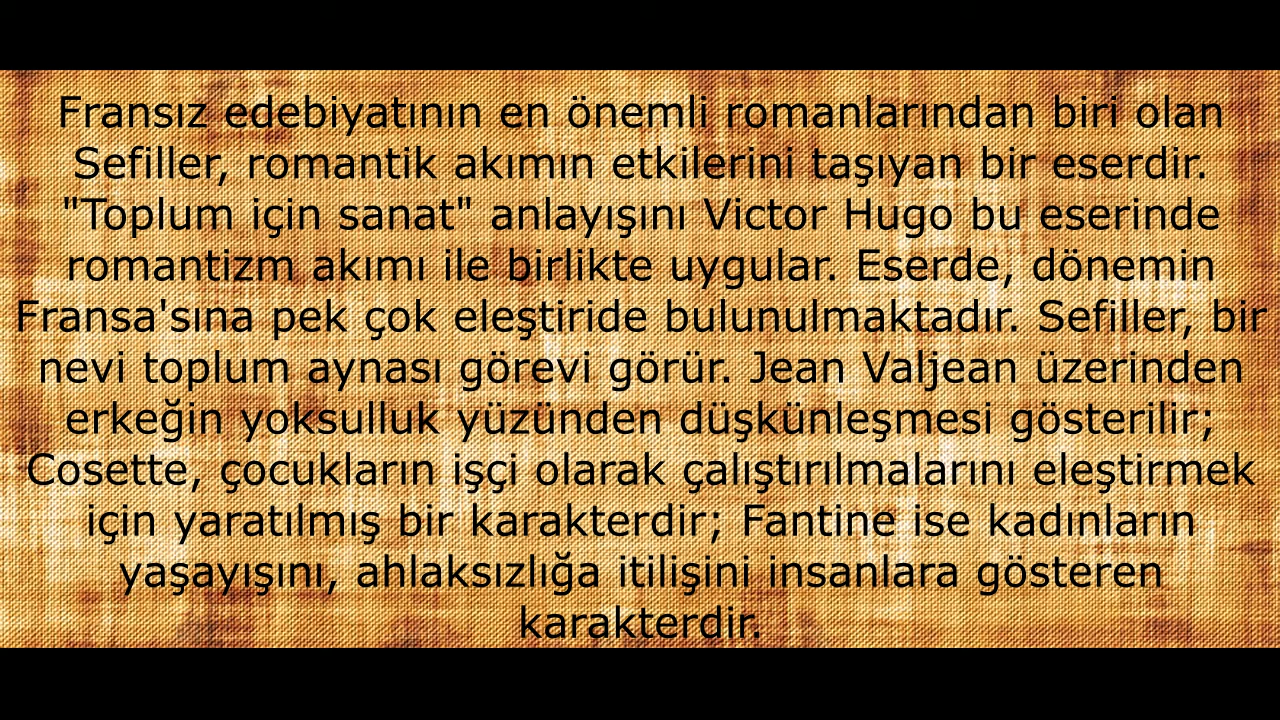 Fransız edebiyatının en önemli romanlarından biri olan
Sefiller, romantik akımın etkilerini taşıyan bir eserdir.
"Toplum için sanat" anlayışını Victor Hugo bu eserinde
romantizm akımı ile birlikte uygular. Eserde, dönemin
Fransa'sına pek çok eleştiride bulunulmaktadır. Sefiller, bir
nevi toplum aynası görevi görür. Jean Valjean üzerinden
erkeğin yoksulluk yüzünden düşkünleşmesi gösterilir;
Cosette, çocukların işçi olarak çalıştırılmalarını eleştirmek
için yaratılmış bir karakterdir; Fantine ise kadınların
yaşayışını, ahlaksızlığa itilişini insanlara gösteren
karakterdir.